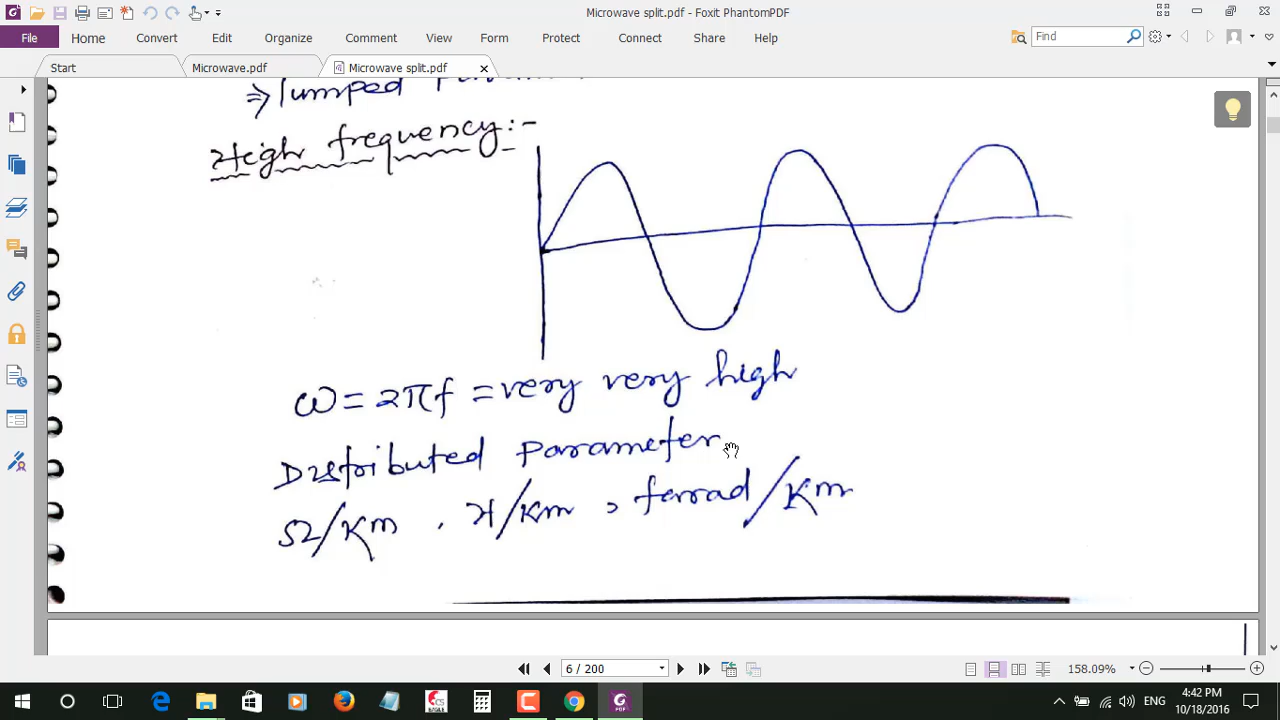 Microwave split.pdf - Foxit PhantomPDF
File Home Convert Edit Organize Comment View Form Protect Connect Share Help Find
Start Microwave.pdf Microwave split.pdf
⇒ lumped
High frequency:-
ω = 2πf = very very high
Distributed Parameter
Ω/Km , H/Km , farrad/Km
6 / 200
158.09%
ENG
4:42 PM
10/18/2016